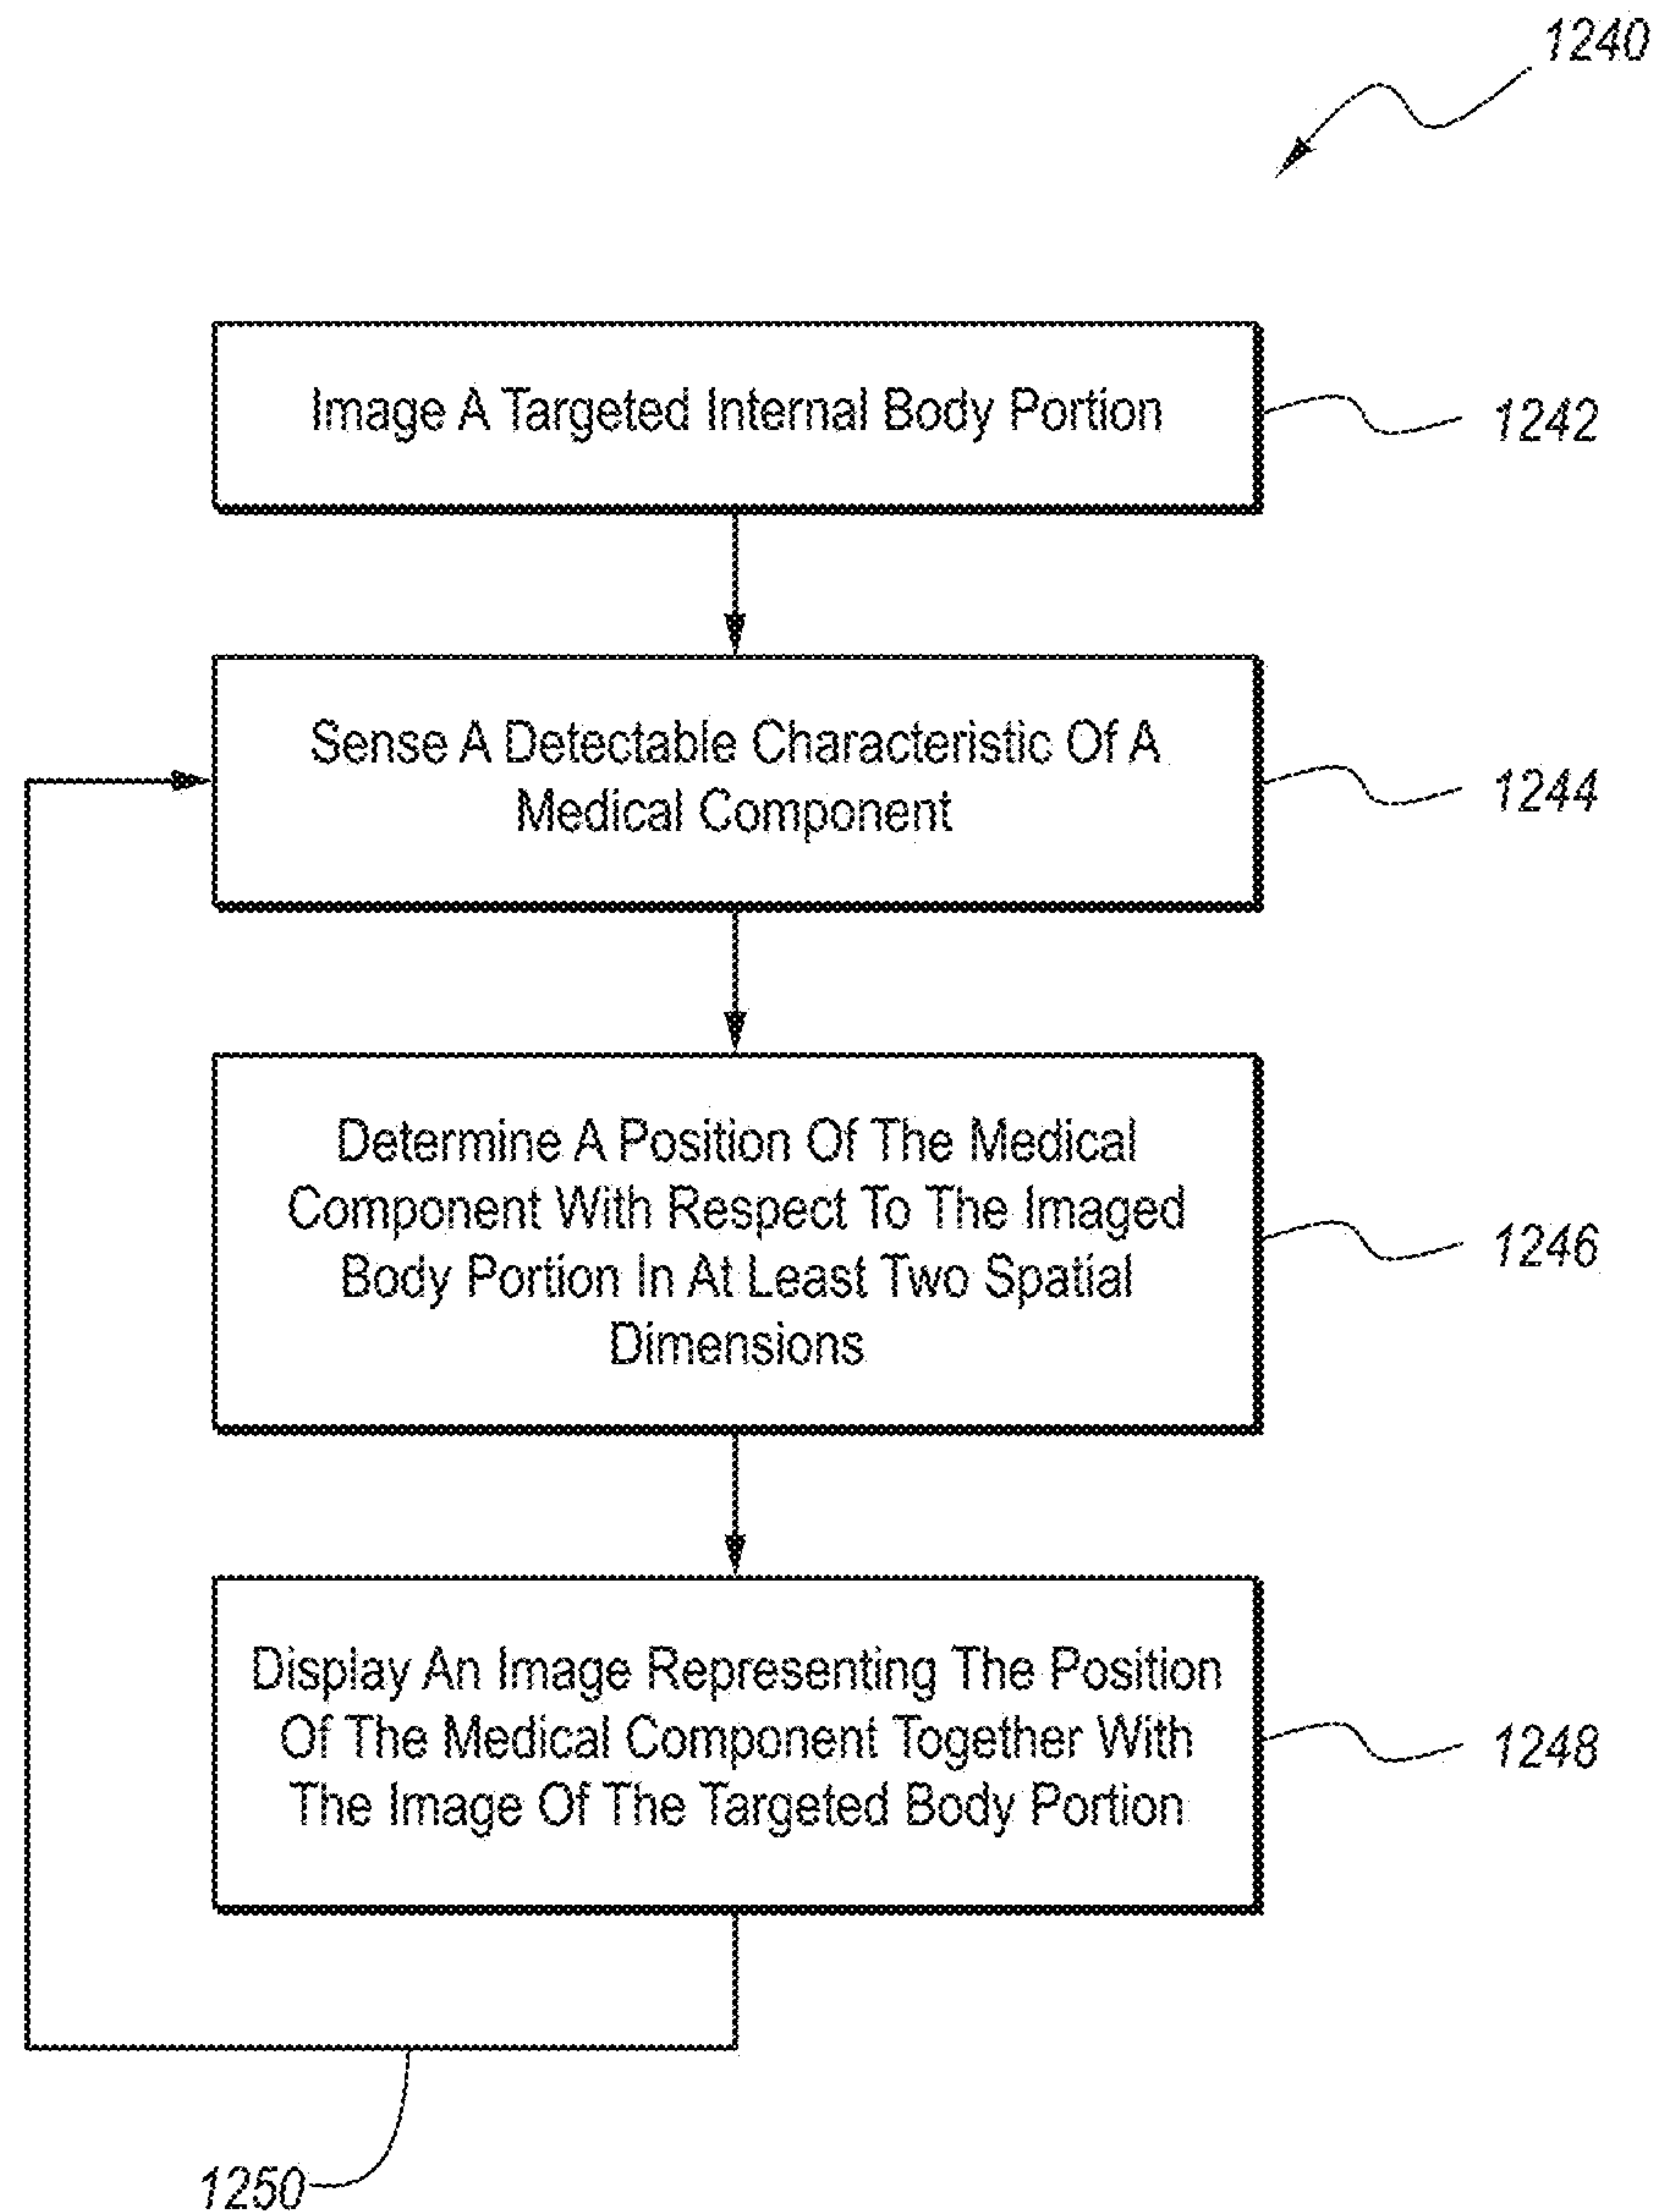 1240
Image A Targeted Internal Body Portion
1242
Sense A Detectable Characteristic Of A
Medical Component
1244
Determine A Position Of The Medical
Component With Respect To The Imaged
Body Portion In At Least Two Spatial
Dimensions
1246
Display An Image Representing The Position
Of The Medical Component Together With
The Image Of The Targeted Body Portion
1248
1250